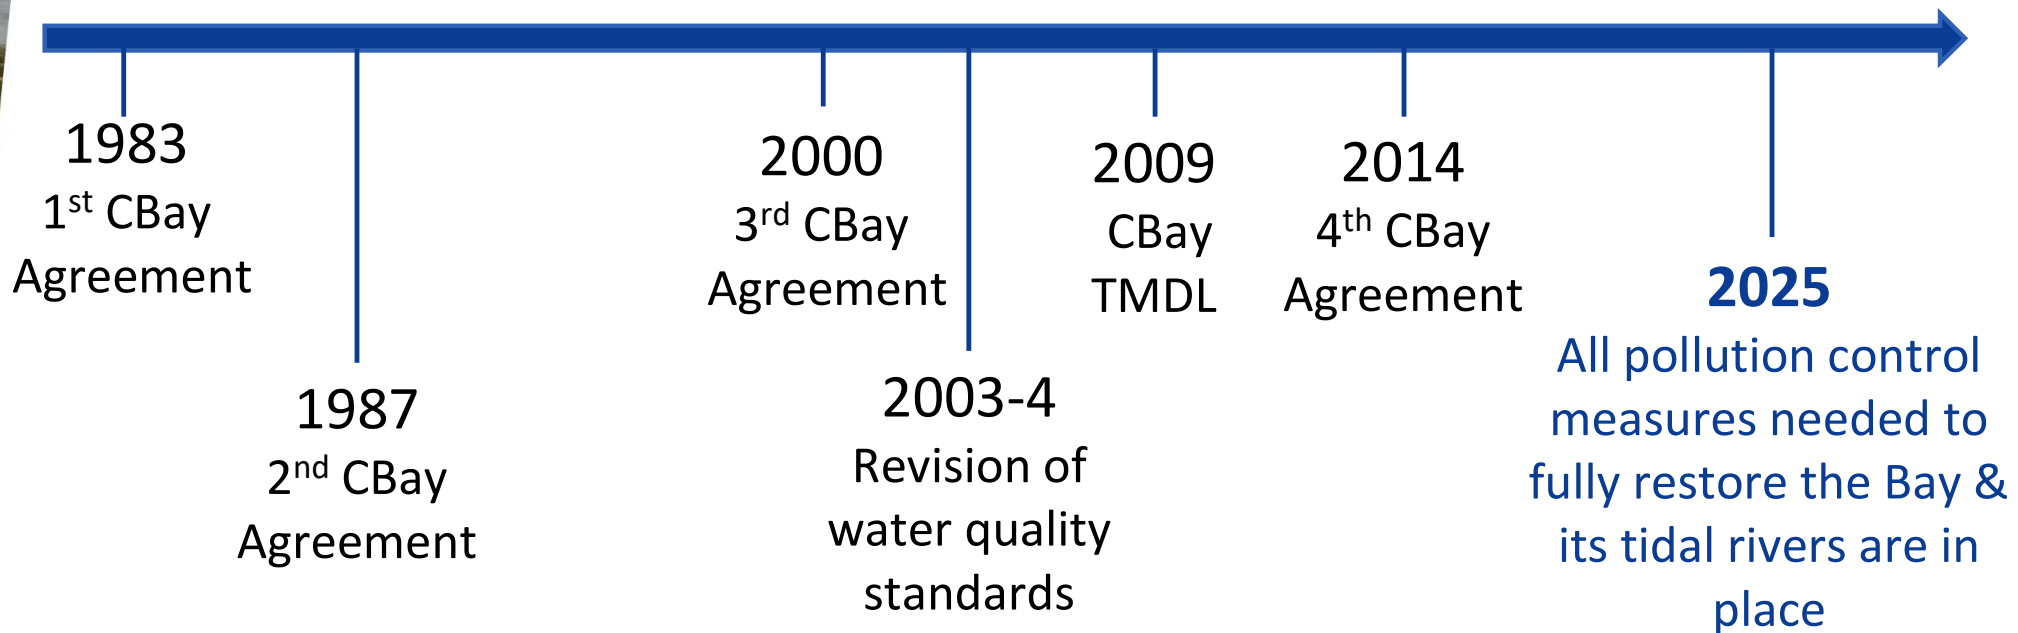 1983
1st CBay
Agreement
1987
2nd CBay
Agreement
2000
3rd CBay
Agreement
2003-4
Revision of
water quality
standards
2009
CBay
TMDL
2014
4th CBay
Agreement
2025
All pollution control
measures needed to
fully restore the Bay &
its tidal rivers are in
place